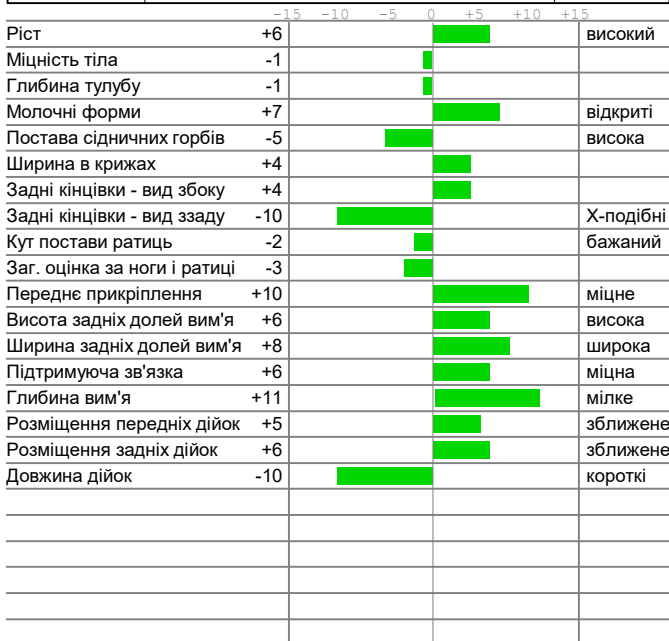 -15 -10 -5 0 +5 +10 +15
Ріст +6 високий
Міцність тіла -1
Глибина тулубу -1
Молочні форми +7 відкриті
Постава сідничних горбів -5 висока
Ширина в крижах +4
Задні кінцівки - вид збоку +4
Задні кінцівки - вид ззаду -10 Х-подібні
Кут постави ратиць -2 бажаний
Заг. оцінка за ноги і ратиці -3
Переднє прикріплення +10 міцне
Висота задніх долей вим'я +6 висока
Ширина задніх долей вим'я +8 широка
Підтримуюча зв'язка +6 міцна
Глибина вим'я +11 мілке
Розміщення передніх дійок +5 зближене
Розміщення задніх дійок +6 зближене
Довжина дійок -10 короткі